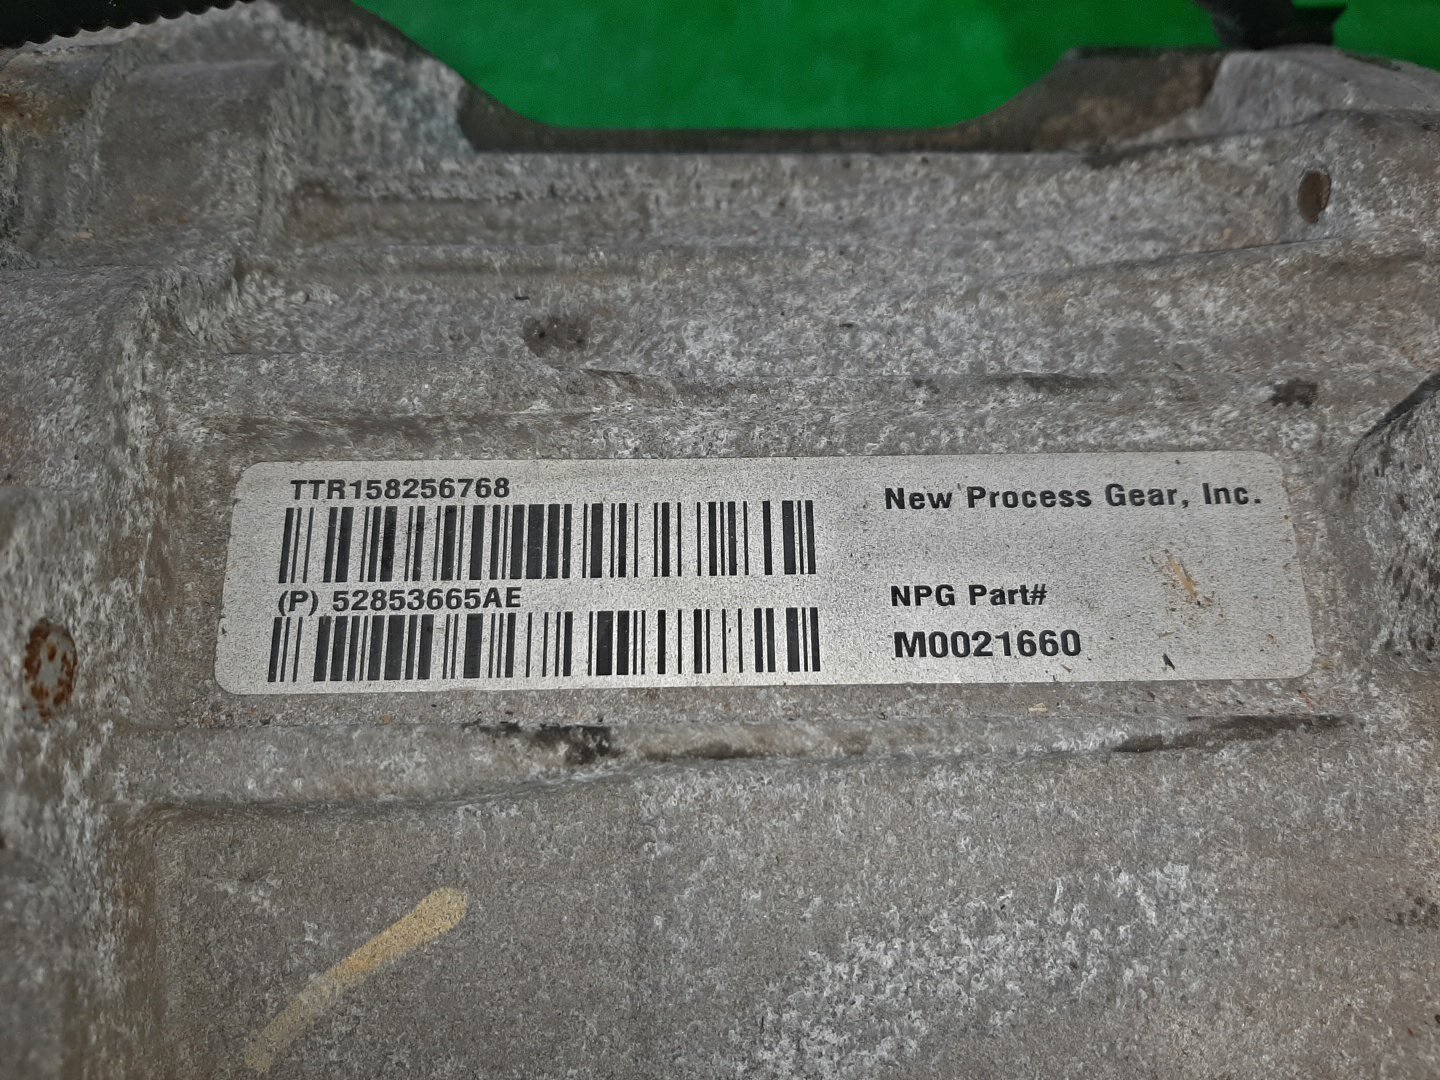 TTR158256768
(P) 52853665AE
New Process Gear, Inc.
NPG Part#
M0021660